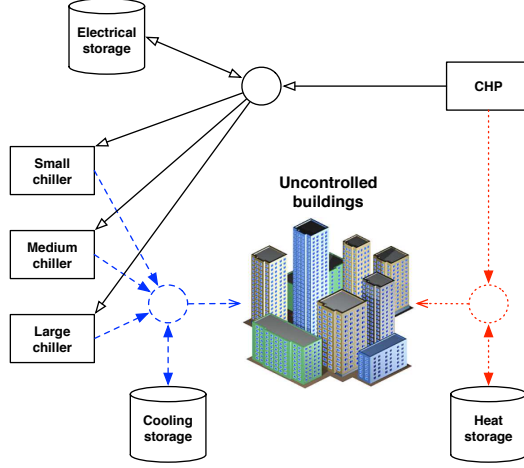 Electrical
storage
CHP
Small
chiller
Uncontrolled
buildings
Medium
chiller
Large
chiller
Cooling
storage
Heat
storage